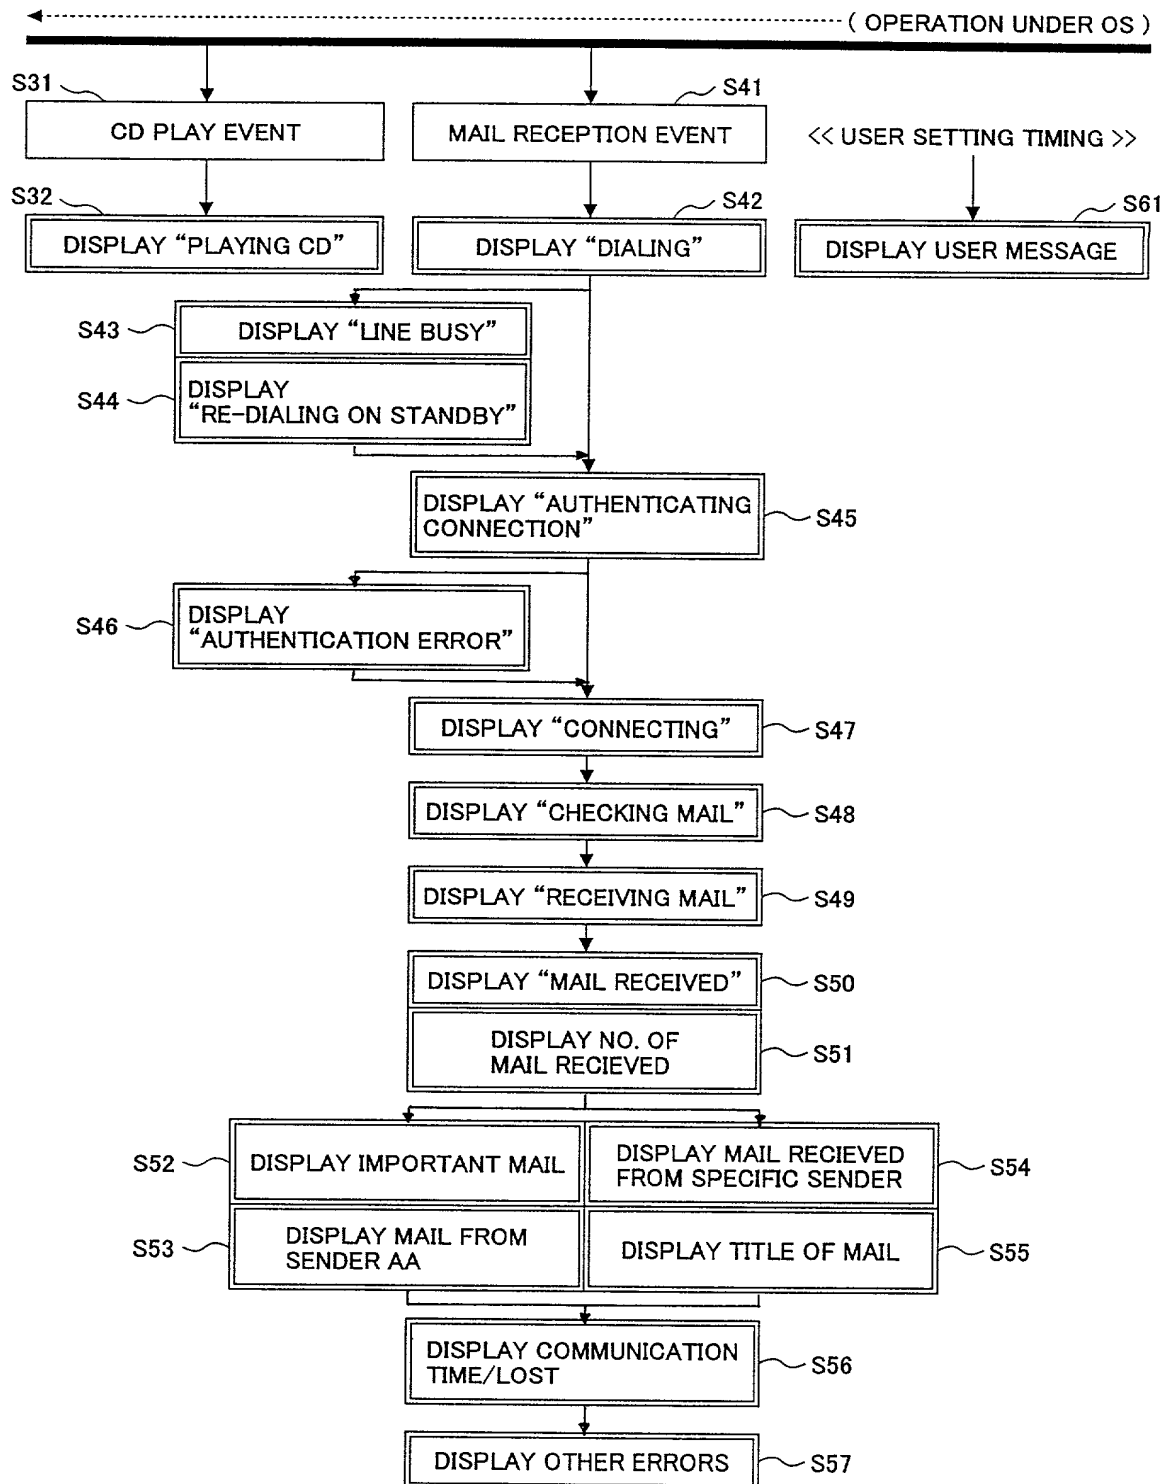 ( OPERATION UNDER OS )
S31
CD PLAY EVENT
S41
MAIL RECEPTION EVENT
<< USER SETTING TIMING >>
S32
DISPLAY “PLAYING CD”
S42
DISPLAY “DIALING”
S61
DISPLAY USER MESSAGE
S43
DISPLAY “LINE BUSY”
S44
DISPLAY
“RE-DIALING ON STANDBY”
DISPLAY “AUTHENTICATING
CONNECTION”
S45
S46
DISPLAY
“AUTHENTICATION ERROR”
DISPLAY “CONNECTING”
S47
DISPLAY “CHECKING MAIL”
S48
DISPLAY “RECEIVING MAIL”
S49
DISPLAY “MAIL RECEIVED”
S50
DISPLAY NO. OF
MAIL RECIEVED
S51
S52
DISPLAY IMPORTANT MAIL
DISPLAY MAIL RECIEVED
FROM SPECIFIC SENDER
S54
S53
DISPLAY MAIL FROM
SENDER AA
DISPLAY TITLE OF MAIL
S55
DISPLAY COMMUNICATION
TIME/LOST
S56
DISPLAY OTHER ERRORS
S57